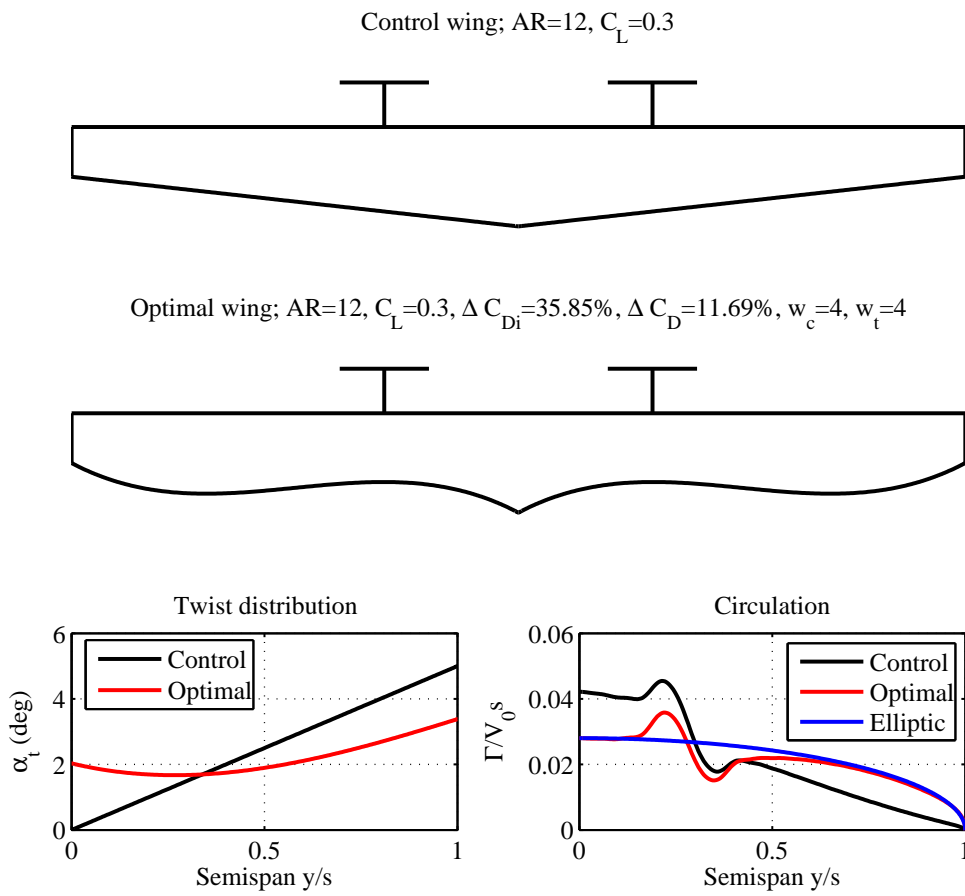 Control wing; AR=12, C_L=0.3
Optimal wing; AR=12, C_L=0.3, Δ C_Di=35.85%, Δ C_D=11.69%, w_c=4, w_t=4
Twist distribution
α_t (deg)
6
4
2
0
Control
Optimal
0 0.5 1
Semispan y/s
Circulation
Γ/V_0s
0.06
0.04
0.02
0
Control
Optimal
Elliptic
0 0.5 1
Semispan y/s